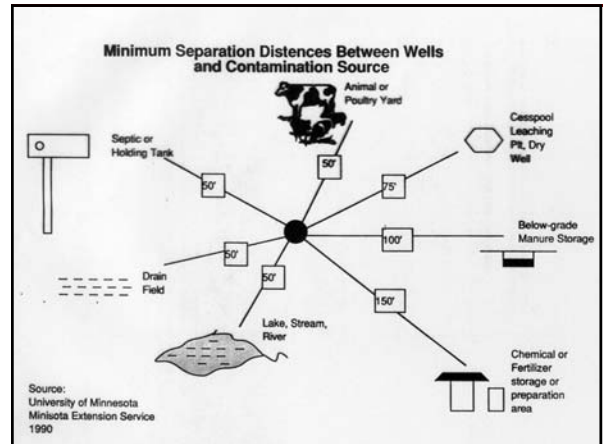 Minimum Separation Distences Between Wells
and Contamination Source
Animal or
Poultry Yard
Septic or
Holding Tank
Cesspool
Leaching
Pit, Dry
Well
50'
50'
75'
Below-grade
Manure Storage
100'
50'
50'
150'
Drain
Field
Lake, Stream,
River
Chemical or
Fertilizer
storage or
preparation
area
Source:
University of Minnesota
Minisota Extension Service
1990